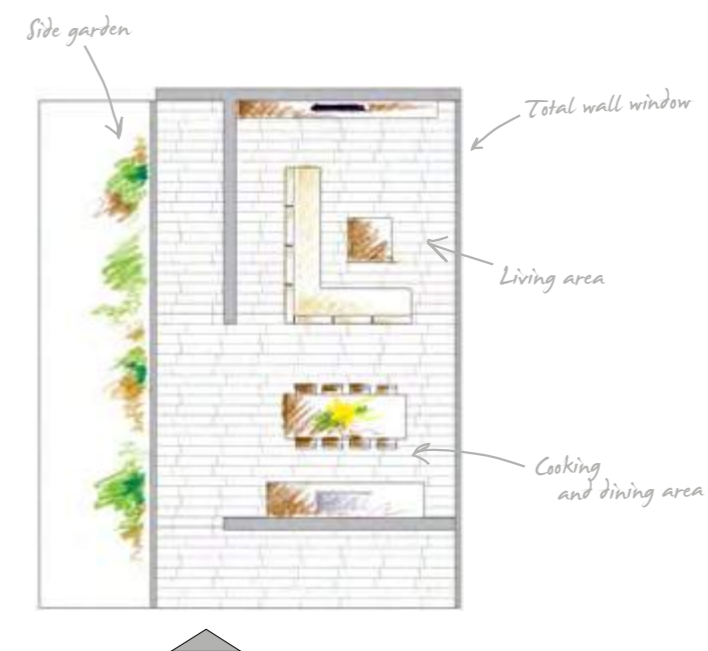 Side garden
Total wall window
Living area
Cooking
and dining area